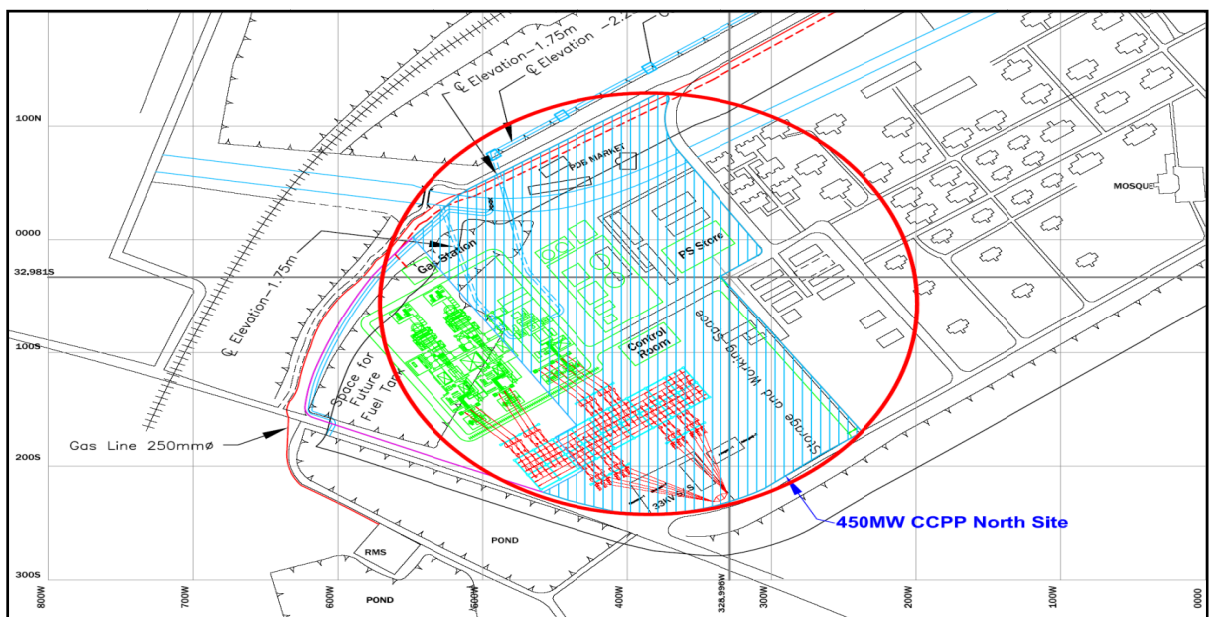 ℄ Elevation-1.75m
℄ Elevation -2.2
100N
PDB MARKET
MOSQUE
0000
Gas Station
PS Store
32,981S
℄ Elevation-1.75m
Control
Room
100S
Space for
Future
Fuel Tank
Storage and Working Space
Gas Line 250mmø
200S
33kV S/S
450MW CCPP North Site
POND
RMS
300S
POND
800W
700W
600W
500W
400W
328,996W
300W
200W
100W
0000